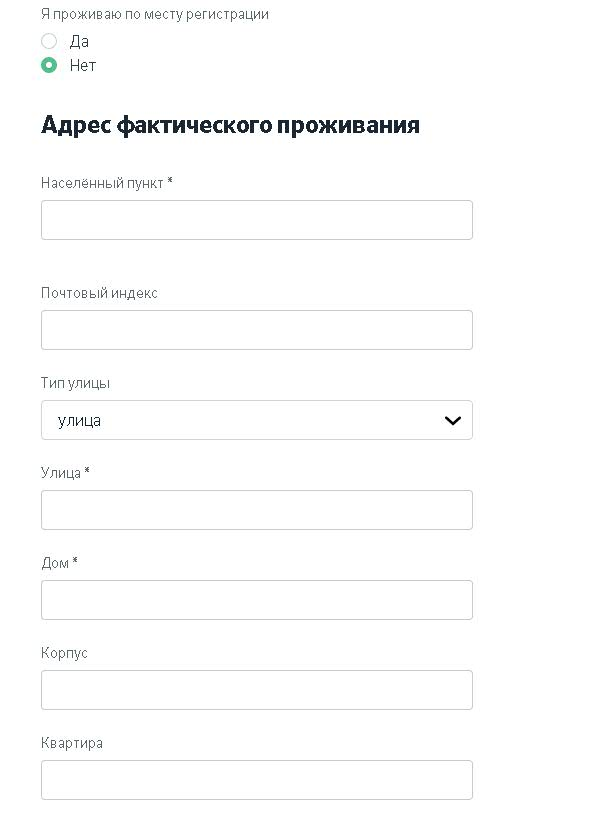 Я проживаю по месту регистрации
Да
Нет
Адрес фактического проживания
Населённый пункт *
Почтовый индекс
Тип улицы
улица
Улица *
Дом *
Корпус
Квартира